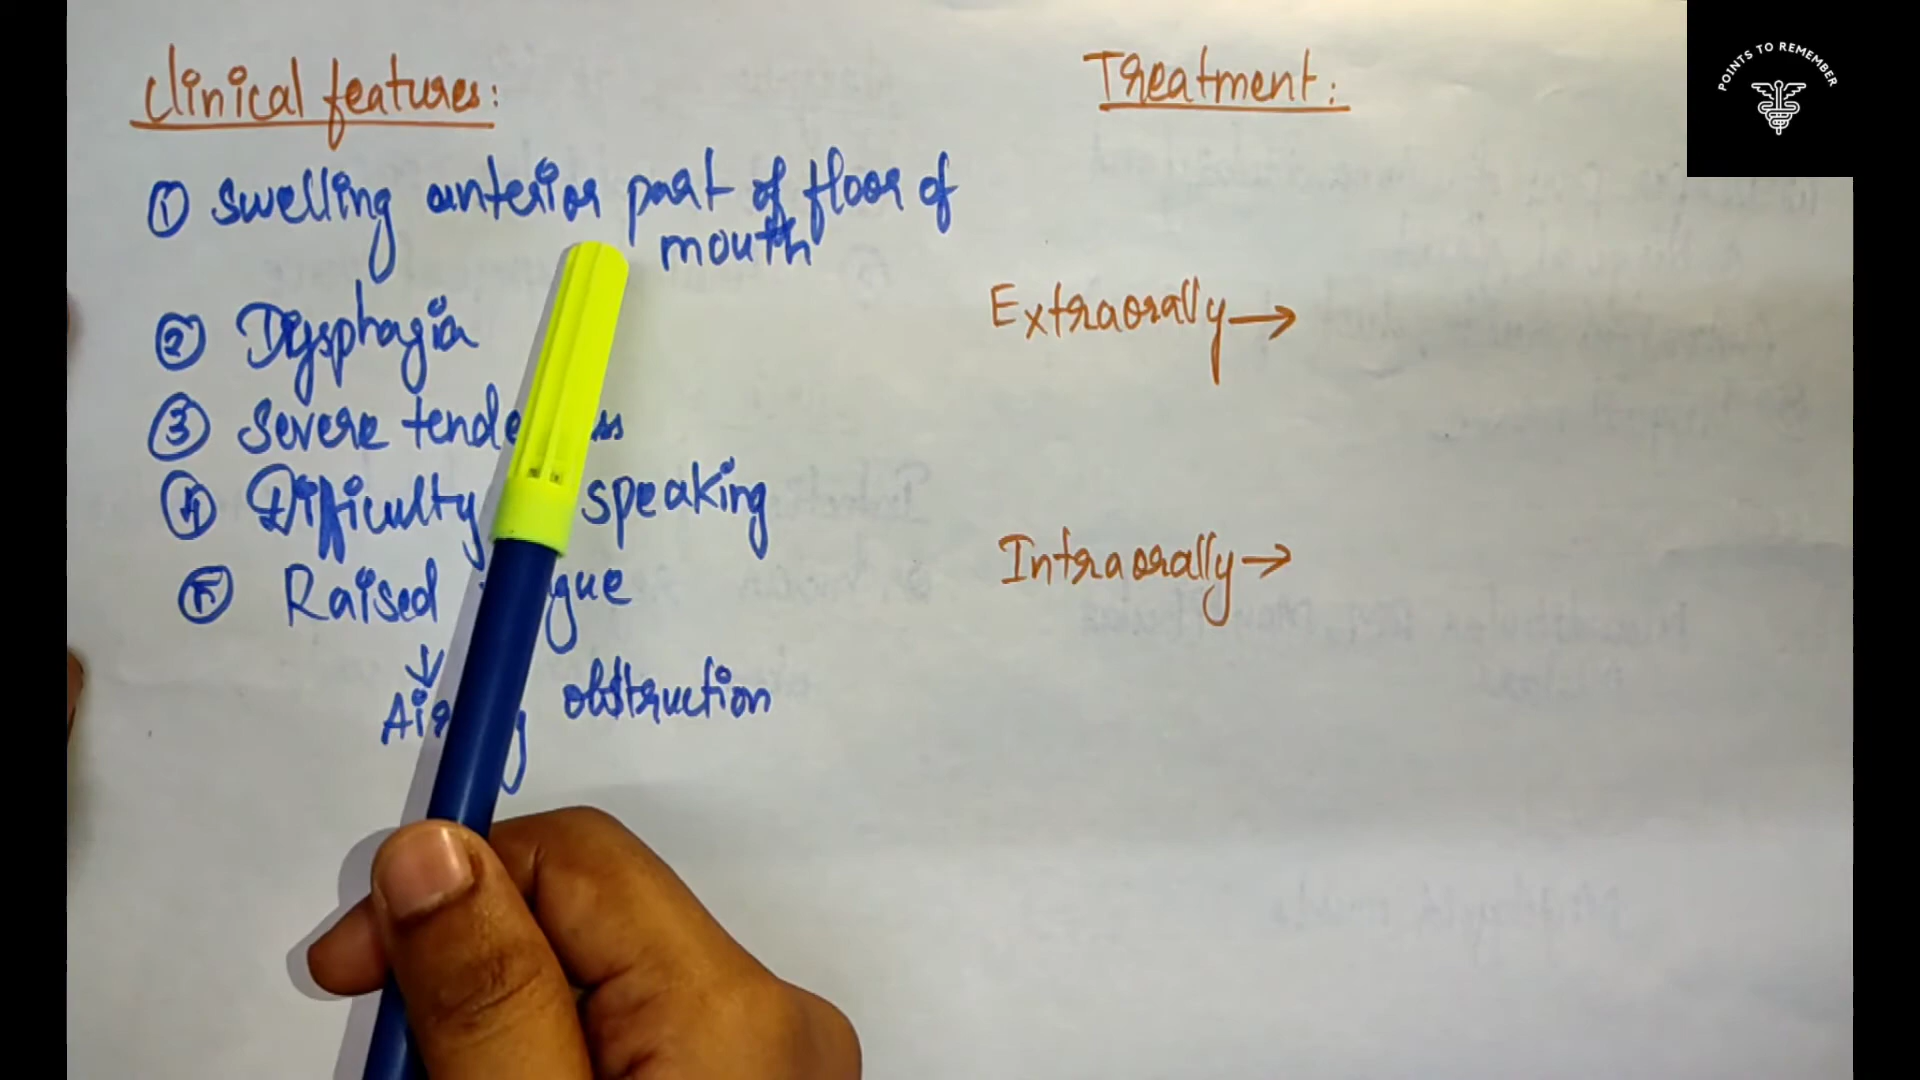 Clinical features:
① Swelling anterior part of floor of
mouth
② Dysphagia
③ Severe
④ Difficulty speaking
⑤ Raised
↓
obstruction
Treatment:
Extraorally →
Intraorally →
POINTS TO REMEMBER